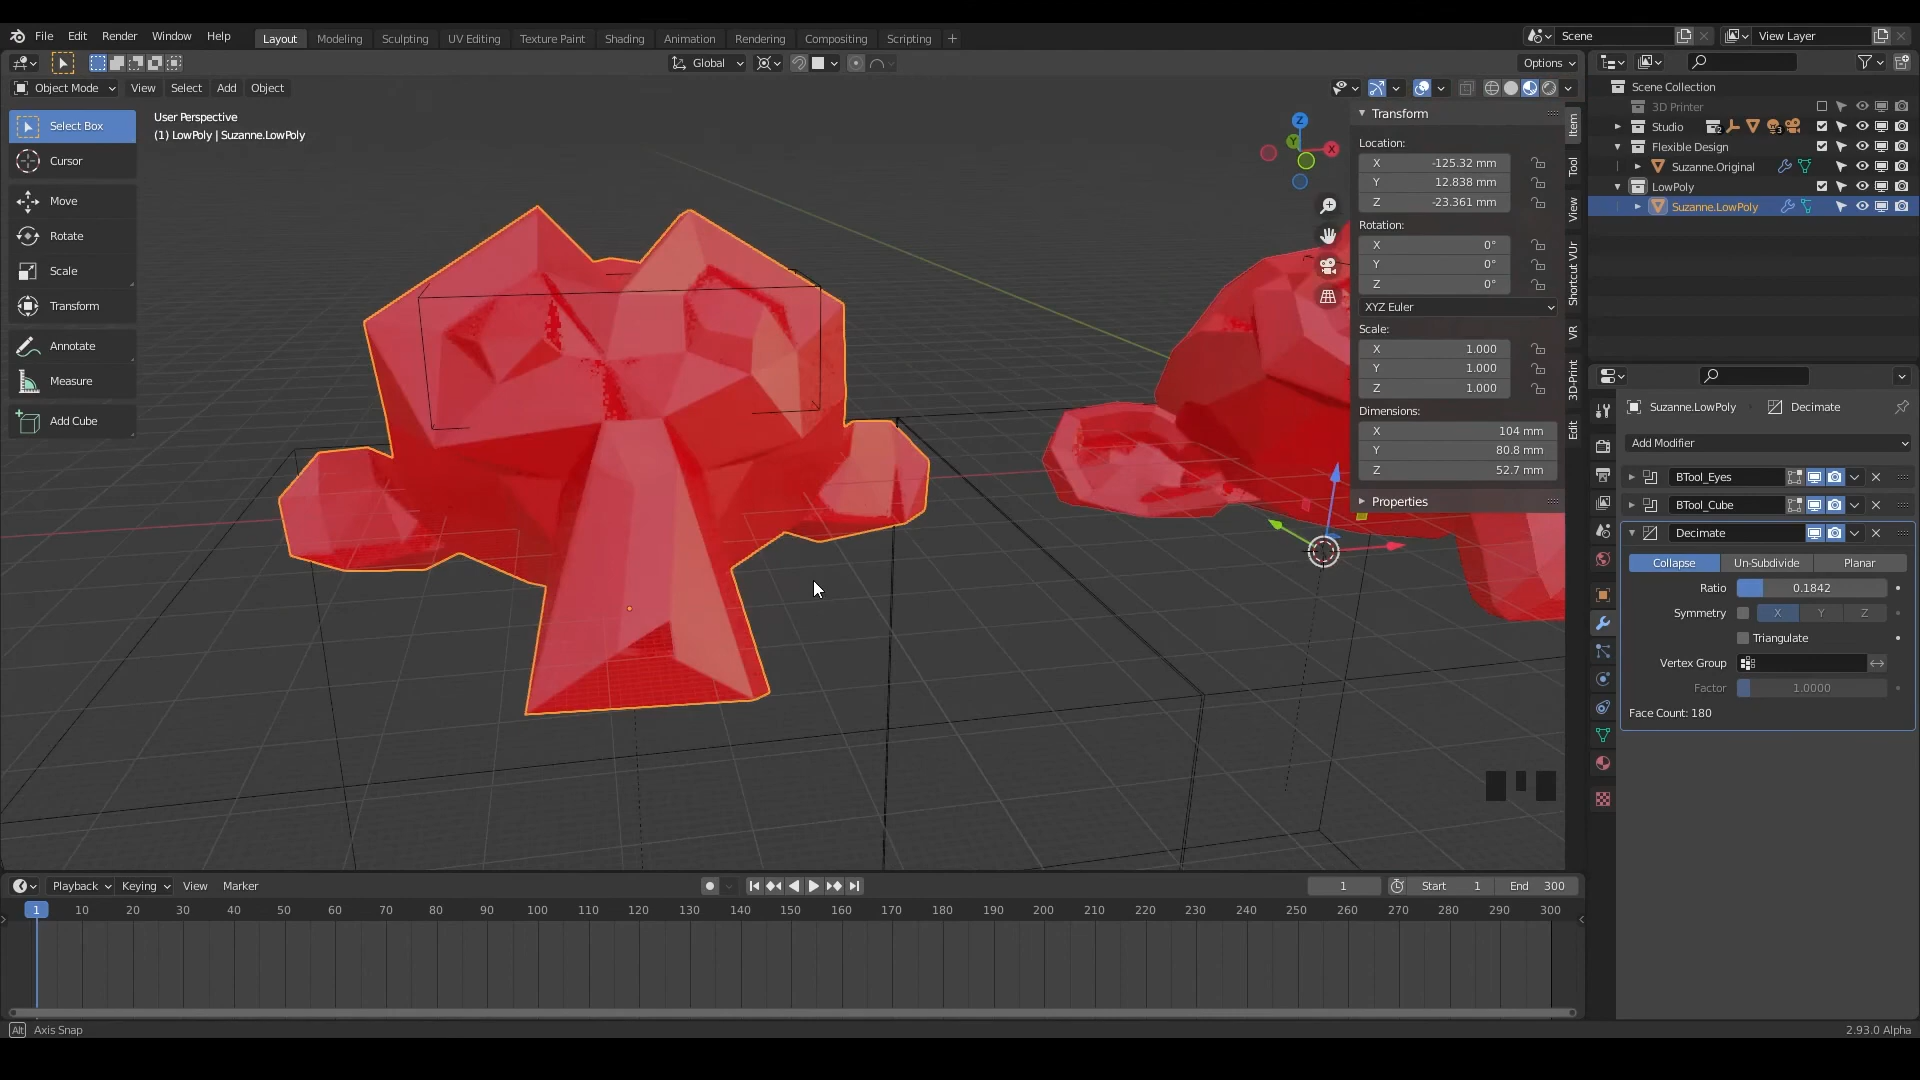 File Edit Render Window Help Layout Modeling Sculpting UV Editing Texture Paint Shading Animation Rendering Compositing Scripting + Scene View Layer
Global Options
Object Mode View Select Add Object
User Perspective
(1) LowPoly | Suzanne.LowPoly
Select Box
Cursor
Move
Rotate
Scale
Transform
Annotate
Measure
Add Cube
Z
Y
X
Transform
Location:
X -125.32 mm
Y 12.838 mm
Z -23.361 mm
Rotation:
X 0°
Y 0°
Z 0°
XYZ Euler
Scale:
X 1.000
Y 1.000
Z 1.000
Dimensions:
X 104 mm
Y 80.8 mm
Z 52.7 mm
Properties
Item
Tool
View
Shortcut VUr
VR
3D-Print
Edit
Scene Collection
3D Printer
Studio 2 3
Flexible Design
Suzanne.Original
LowPoly
Suzanne.LowPoly
Suzanne.LowPoly Decimate
Add Modifier
BTool_Eyes
BTool_Cube
Decimate
Collapse Un-Subdivide Planar
Ratio 0.1842
Symmetry X Y Z
Triangulate
Vertex Group
Factor 1.0000
Face Count: 180
Playback Keying View Marker 1 Start 1 End 300
1 10 20 30 40 50 60 70 80 90 100 110 120 130 140 150 160 170 180 190 200 210 220 230 240 250 260 270 280 290 300
Alt Axis Snap
2.93.0 Alpha